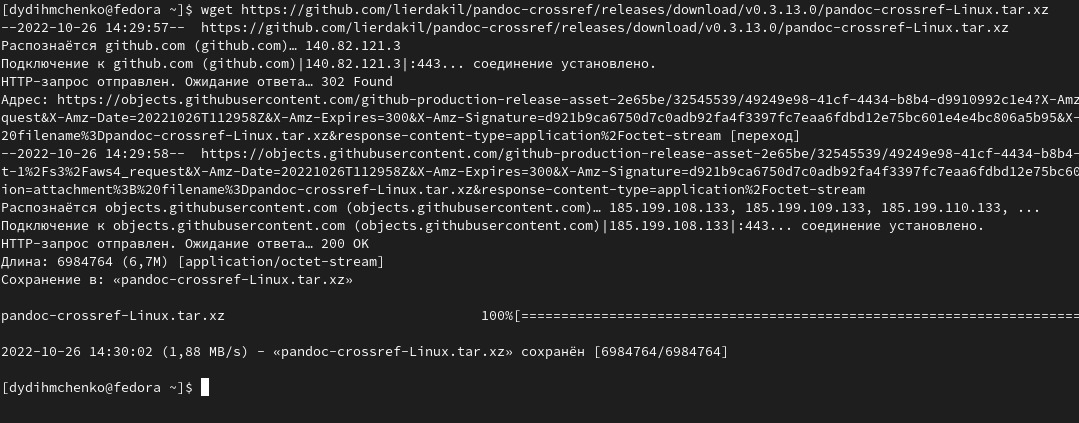 [dydihmchenko@fedora ~]$ wget https://github.com/lierdakil/pandoc-crossref/releases/download/v0.3.13.0/pandoc-crossref-Linux.tar.xz
--2022-10-26 14:29:57--  https://github.com/lierdakil/pandoc-crossref/releases/download/v0.3.13.0/pandoc-crossref-Linux.tar.xz
Распознаётся github.com (github.com)… 140.82.121.3
Подключение к github.com (github.com)|140.82.121.3|:443... соединение установлено.
HTTP-запрос отправлен. Ожидание ответа… 302 Found
Адрес: https://objects.githubusercontent.com/github-production-release-asset-2e65be/32545539/49249e98-41cf-4434-b8b4-d9910992c1e4?X-Amz
quest&X-Amz-Date=20221026T112958Z&X-Amz-Expires=300&X-Amz-Signature=d921b9ca6750d7c0adb92fa4f3397fc7eaa6fdbd12e75bc601e4e4bc806a5b95&X-
20filename%3Dpandoc-crossref-Linux.tar.xz&response-content-type=application%2Foctet-stream [переход]
--2022-10-26 14:29:58--  https://objects.githubusercontent.com/github-production-release-asset-2e65be/32545539/49249e98-41cf-4434-b8b4-
t-1%2Fs3%2Faws4_request&X-Amz-Date=20221026T112958Z&X-Amz-Expires=300&X-Amz-Signature=d921b9ca6750d7c0adb92fa4f3397fc7eaa6fdbd12e75bc60
ion=attachment%3B%20filename%3Dpandoc-crossref-Linux.tar.xz&response-content-type=application%2Foctet-stream
Распознаётся objects.githubusercontent.com (objects.githubusercontent.com)… 185.199.108.133, 185.199.109.133, 185.199.110.133, ...
Подключение к objects.githubusercontent.com (objects.githubusercontent.com)|185.199.108.133|:443... соединение установлено.
HTTP-запрос отправлен. Ожидание ответа… 200 OK
Длина: 6984764 (6,7M) [application/octet-stream]
Сохранение в: «pandoc-crossref-Linux.tar.xz»
pandoc-crossref-Linux.tar.xz 100%[======================================================================
2022-10-26 14:30:02 (1,88 MB/s) - «pandoc-crossref-Linux.tar.xz» сохранён [6984764/6984764]
[dydihmchenko@fedora ~]$